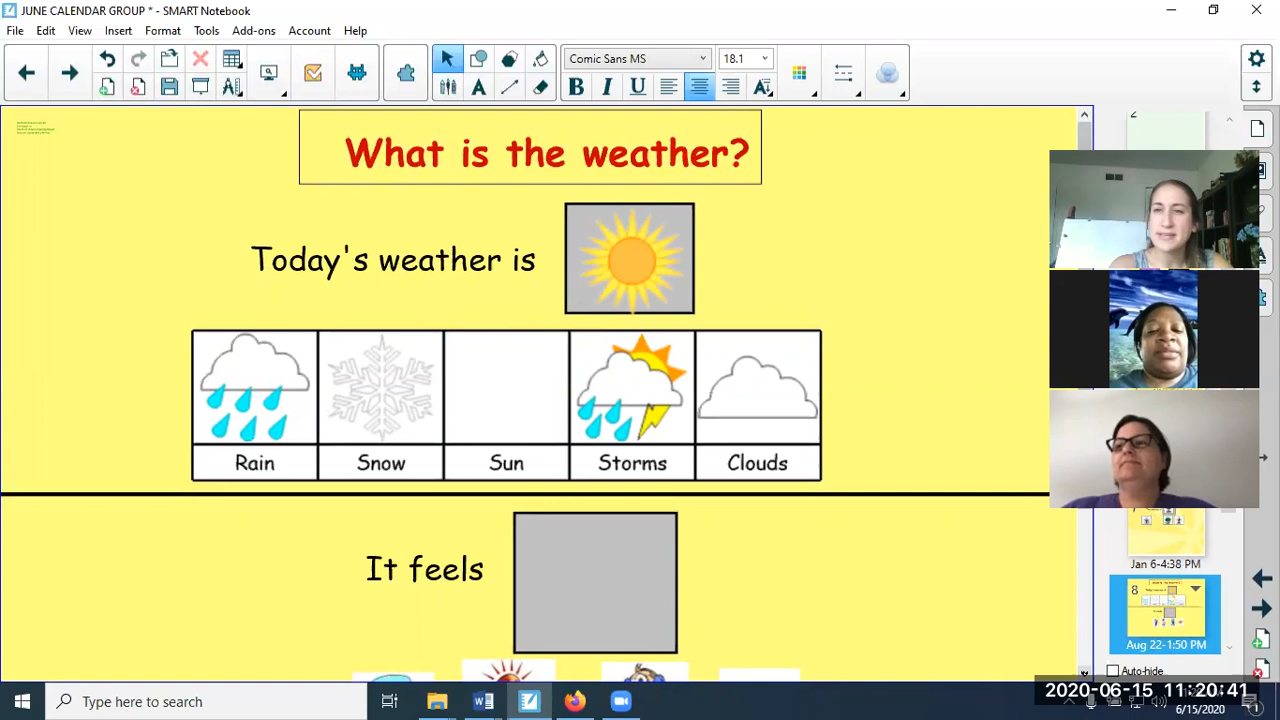 JUNE CALENDAR GROUP * - SMART Notebook
File Edit View Insert Format Tools Add-ons Account Help
Comic Sans MS 18.1
B I U A
What is the weather?
Today's weather is
Rain Snow Sun Storms Clouds
It feels
2
7
Jan 6-4:38 PM
8
Aug 22-1:50 PM
Auto-hide
2020-06-15 11:20:41
Type here to search
6/15/2020